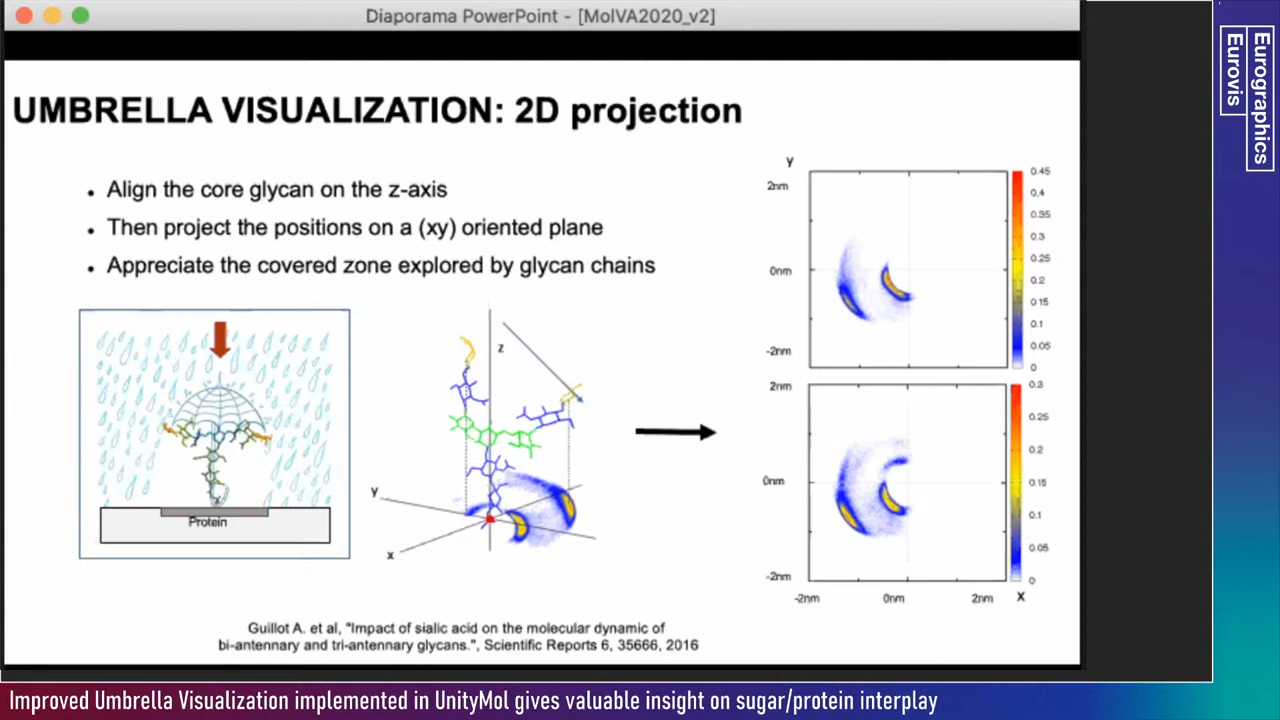 Diaporama PowerPoint - [MolVA2020_v2]
UMBRELLA VISUALIZATION: 2D projection
• Align the core glycan on the z-axis
• Then project the positions on a (xy) oriented plane
• Appreciate the covered zone explored by glycan chains
Protein
z
y
x
y
2nm
0nm
-2nm
0.45
0.4
0.35
0.3
0.25
0.2
0.15
0.1
0.05
0
2nm
0nm
-2nm
-2nm
0nm
2nm
x
0.3
0.25
0.2
0.15
0.1
0.05
0
Guillot A. et al, "Impact of sialic acid on the molecular dynamic of
bi-antennary and tri-antennary glycans.", Scientific Reports 6, 35666, 2016
Eurographics
Eurovis
Improved Umbrella Visualization implemented in UnityMol gives valuable insight on sugar/protein interplay